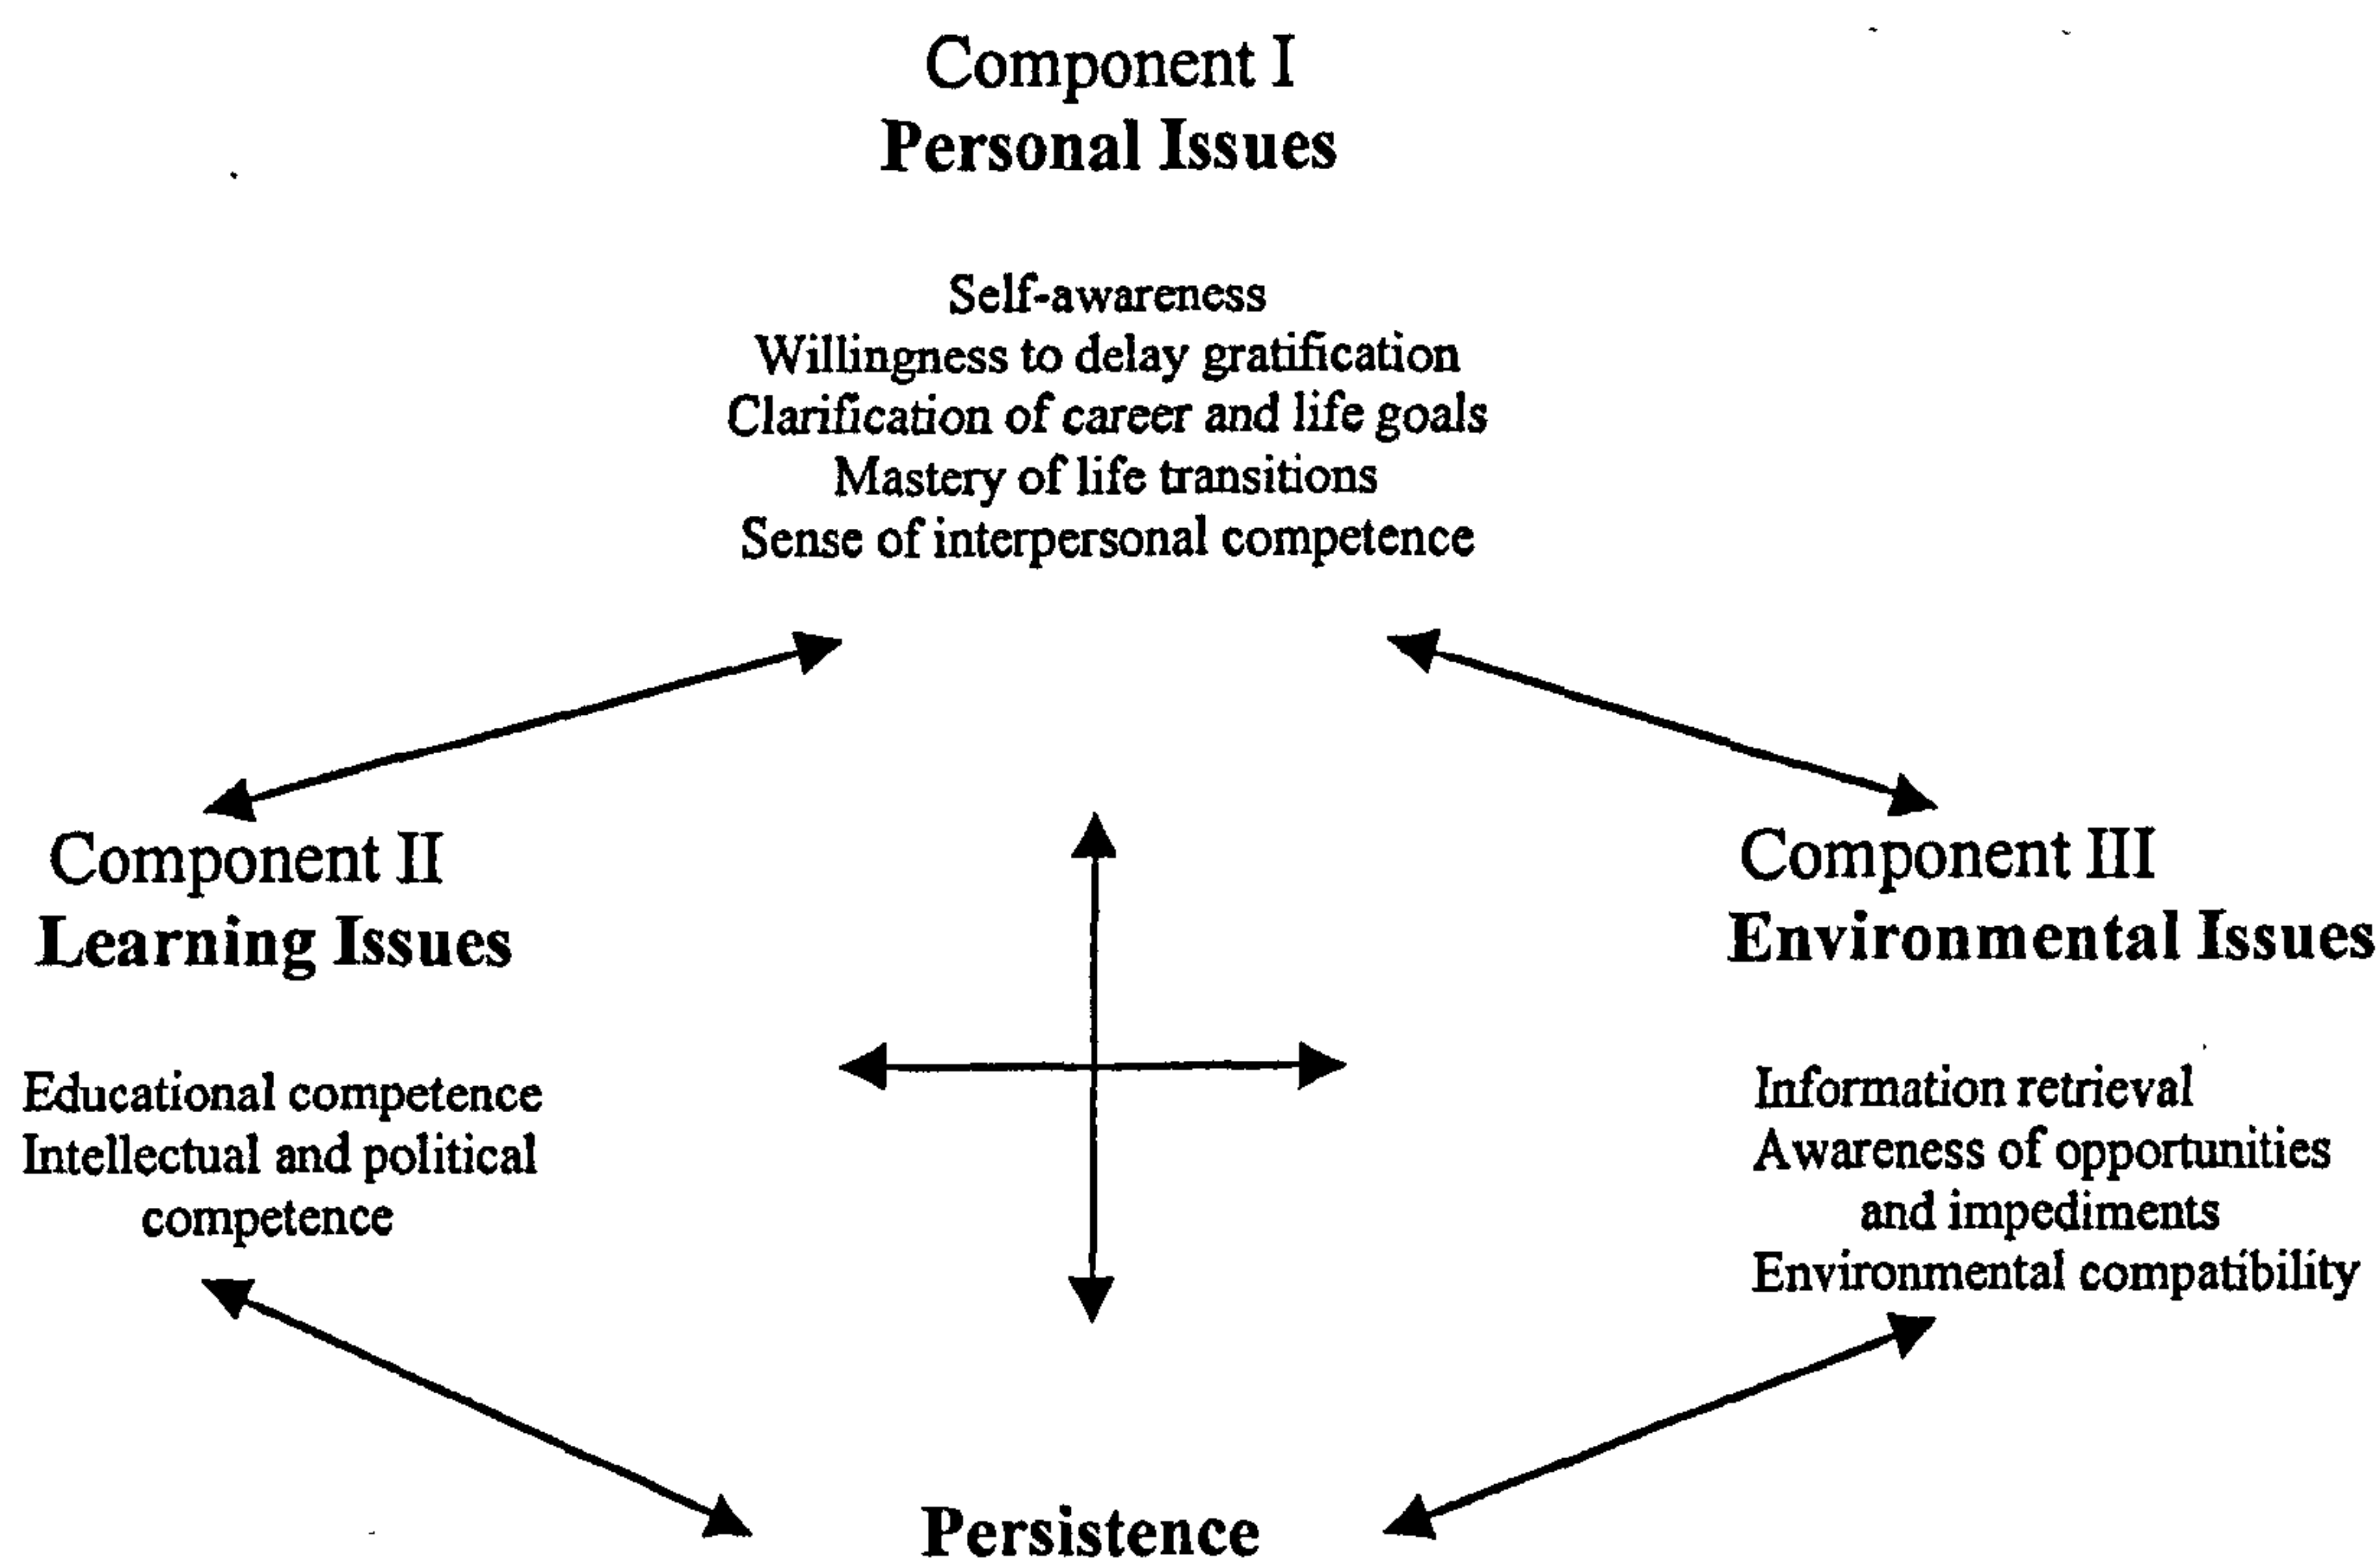 Component I
Personal Issues
Self-awareness
Willingness to delay gratification
Clarification of career and life goals
Mastery of life transitions
Sense of interpersonal competence
Component II
Learning Issues
Educational competence
Intellectual and political
competence
Component III
Environmental Issues
Information retrieval
Awareness of opportunities
and impediments
Environmental compatibility
Persistence